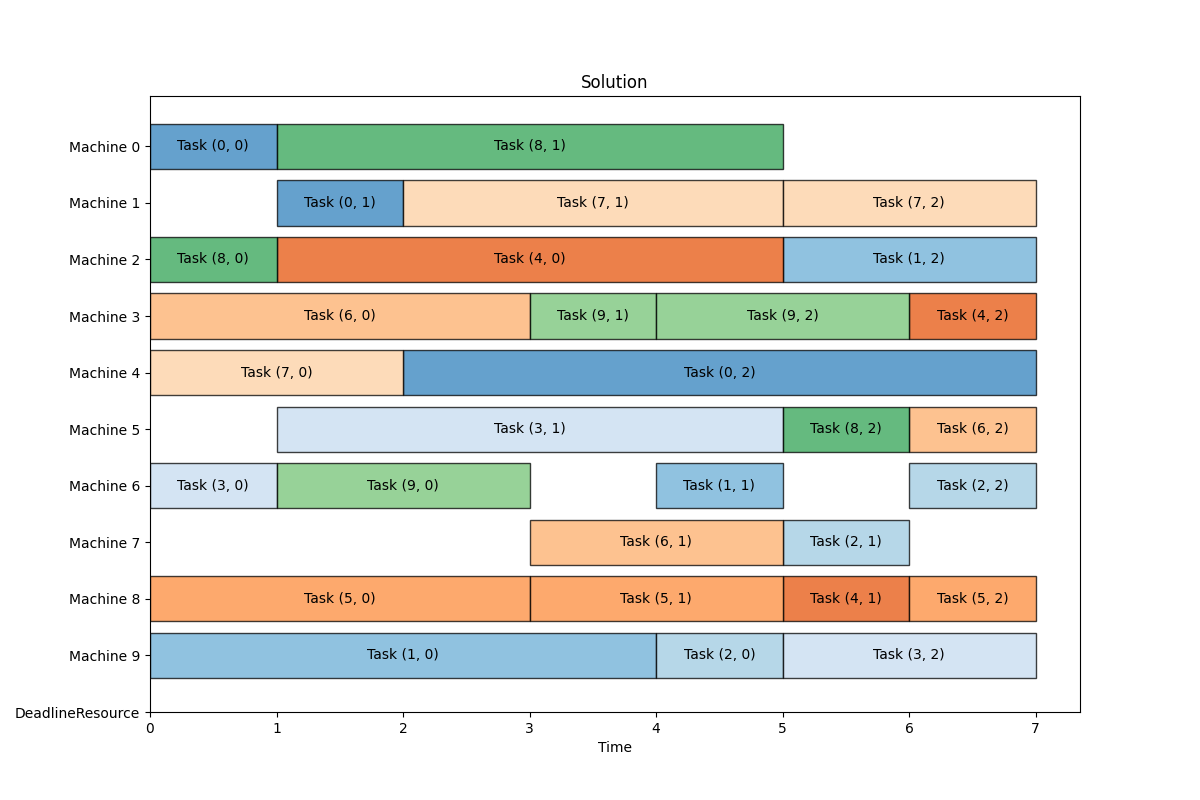 Solution
Machine 0 Task (0, 0) Task (8, 1)
Machine 1 Task (0, 1) Task (7, 1) Task (7, 2)
Machine 2 Task (8, 0) Task (4, 0) Task (1, 2)
Machine 3 Task (6, 0) Task (9, 1) Task (9, 2) Task (4, 2)
Machine 4 Task (7, 0) Task (0, 2)
Machine 5 Task (3, 1) Task (8, 2) Task (6, 2)
Machine 6 Task (3, 0) Task (9, 0) Task (1, 1) Task (2, 2)
Machine 7 Task (6, 1) Task (2, 1)
Machine 8 Task (5, 0) Task (5, 1) Task (4, 1) Task (5, 2)
Machine 9 Task (1, 0) Task (2, 0) Task (3, 2)
DeadlineResource
0 1 2 3 4 5 6 7
Time